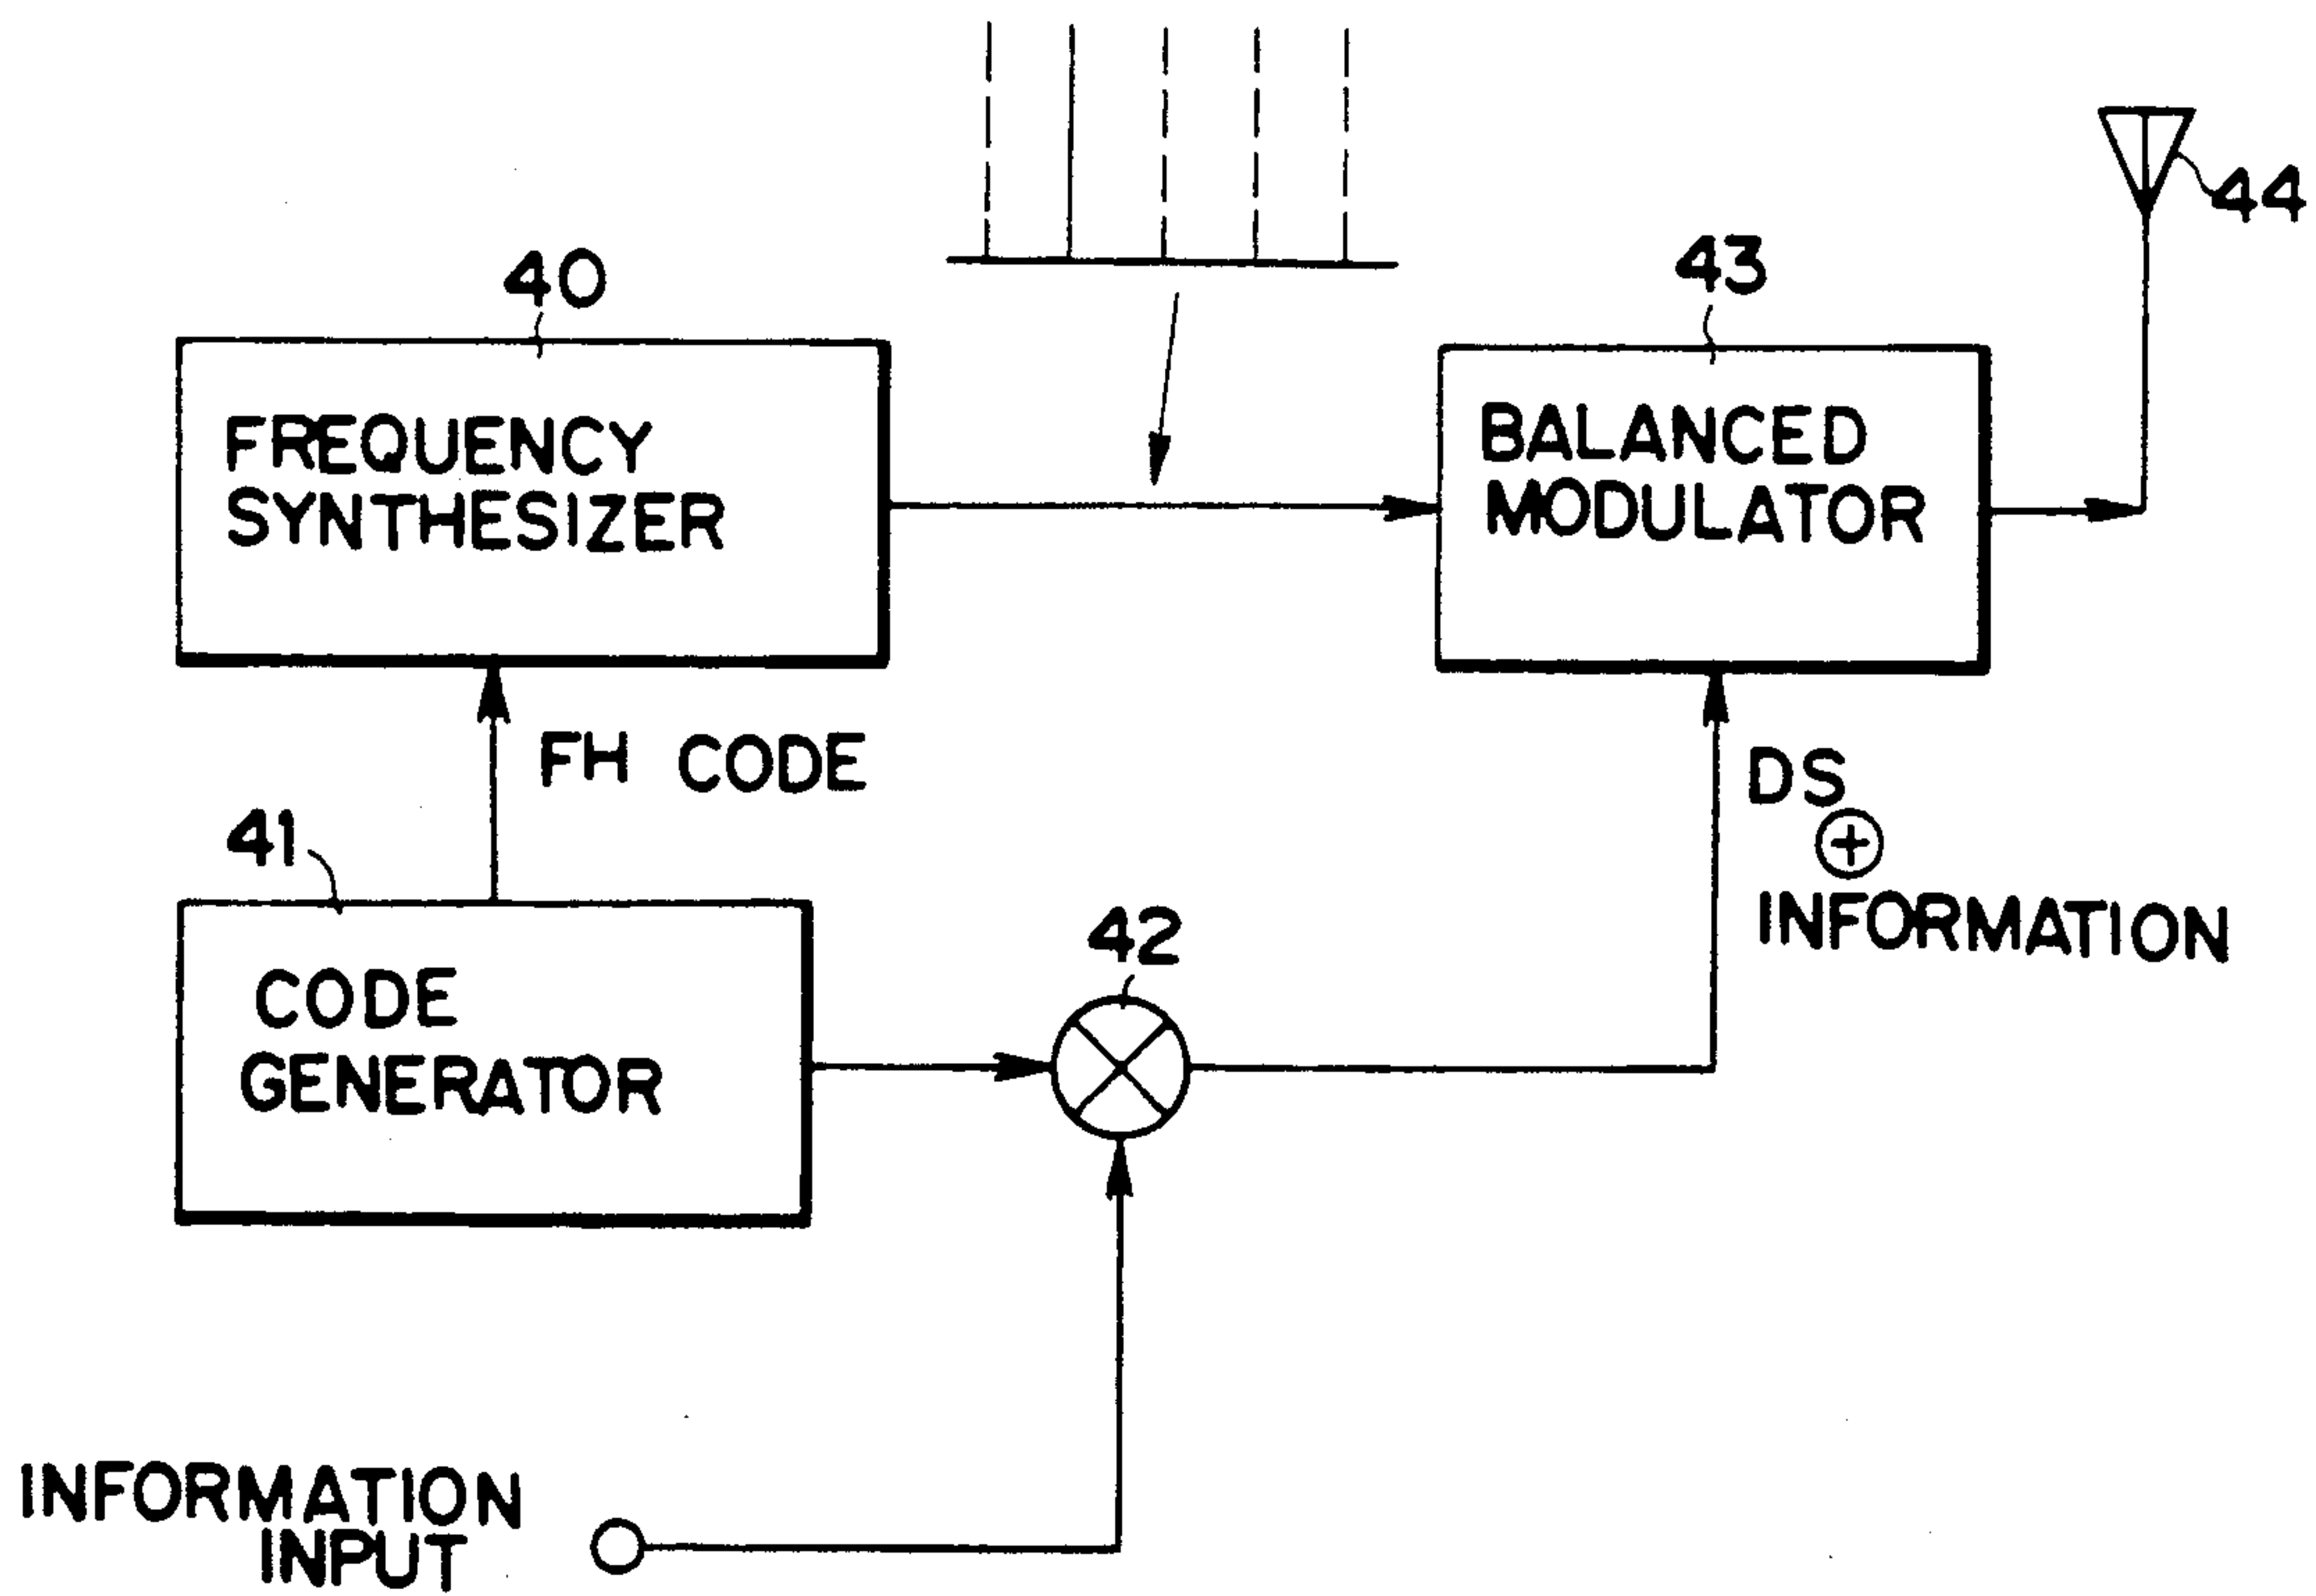 44
40
43
FREQUENCY
SYNTHESIZER
BALANCED
MODULATOR
FH CODE
DS
⊕
INFORMATION
41
42
CODE
GENERATOR
INFORMATION
INPUT